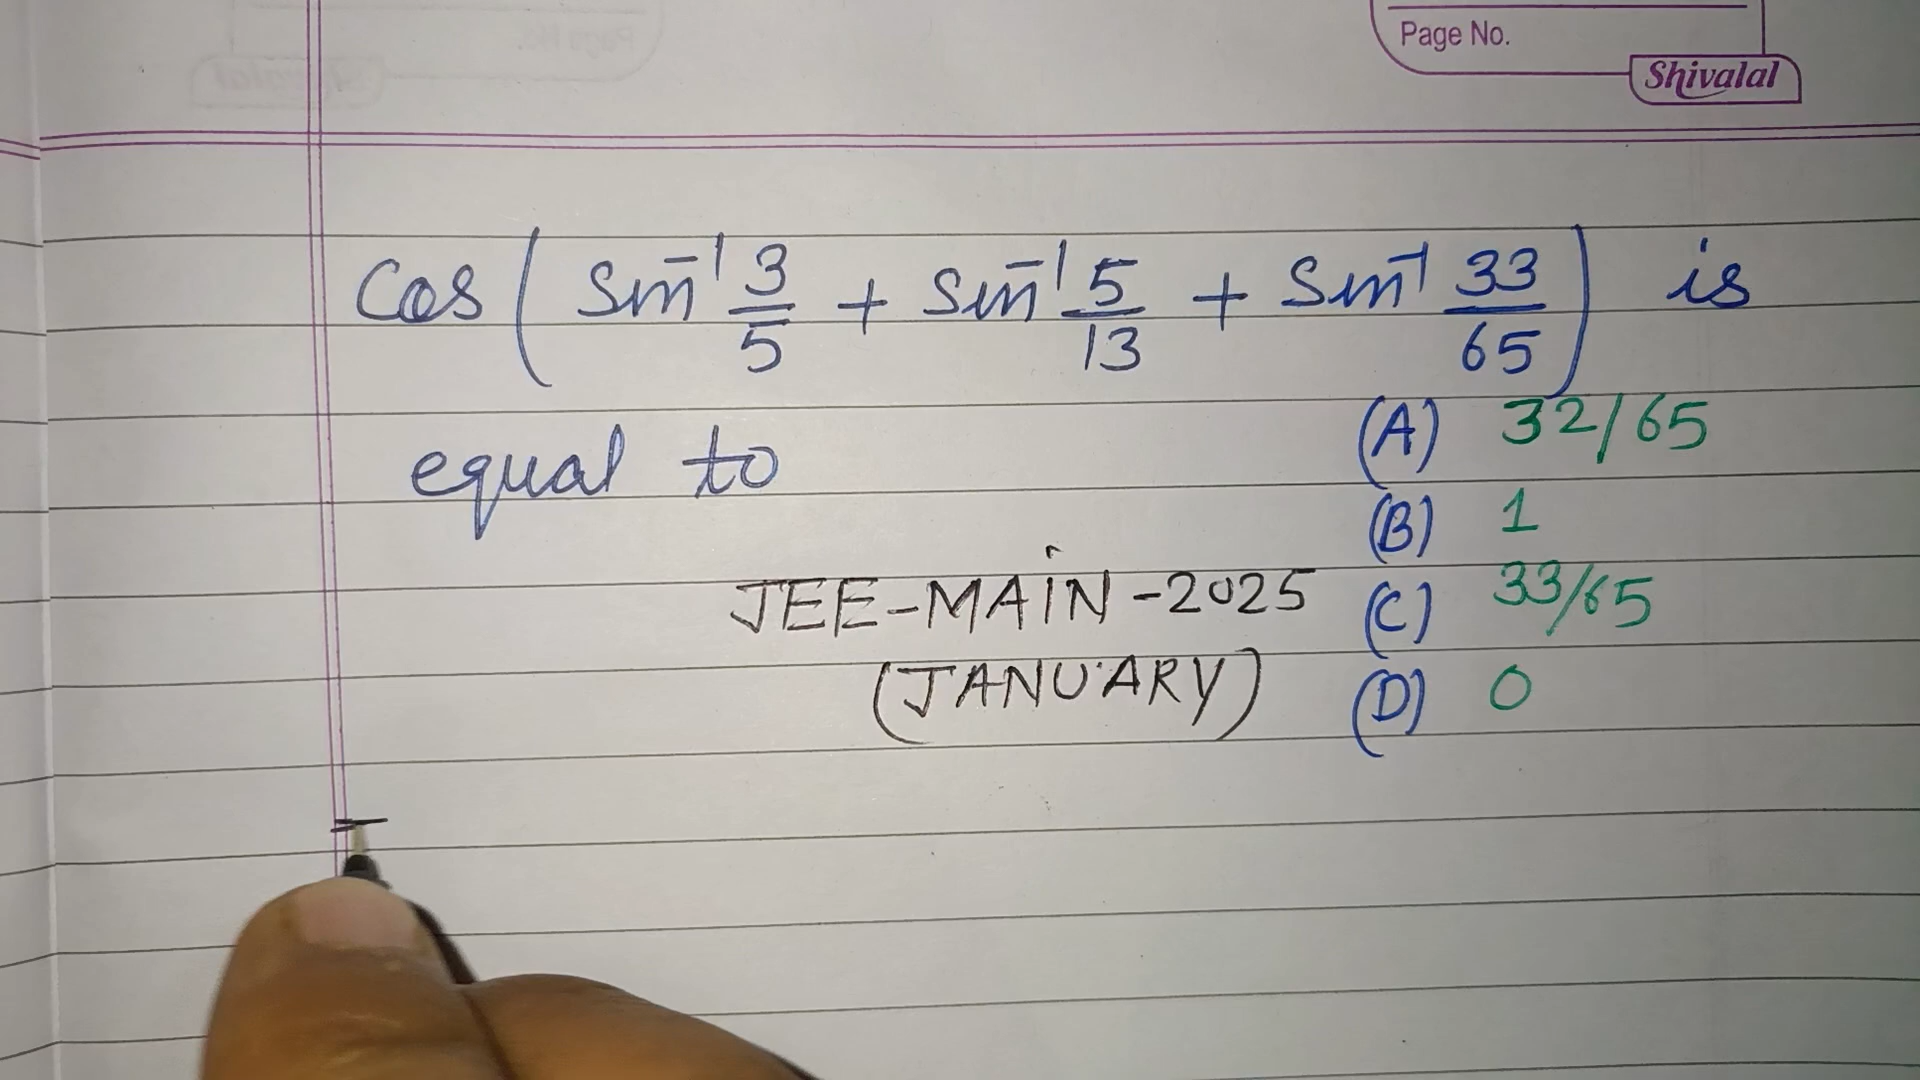 Page No.
Shivalal
Cos ( Sin⁻¹ 3/5 + Sin⁻¹ 5/13 + Sin⁻¹ 33/65 ) is
equal to
(A) 32/65
(B) 1
JEE-MAIN-2025
(C) 33/65
(JANUARY)
(D) 0